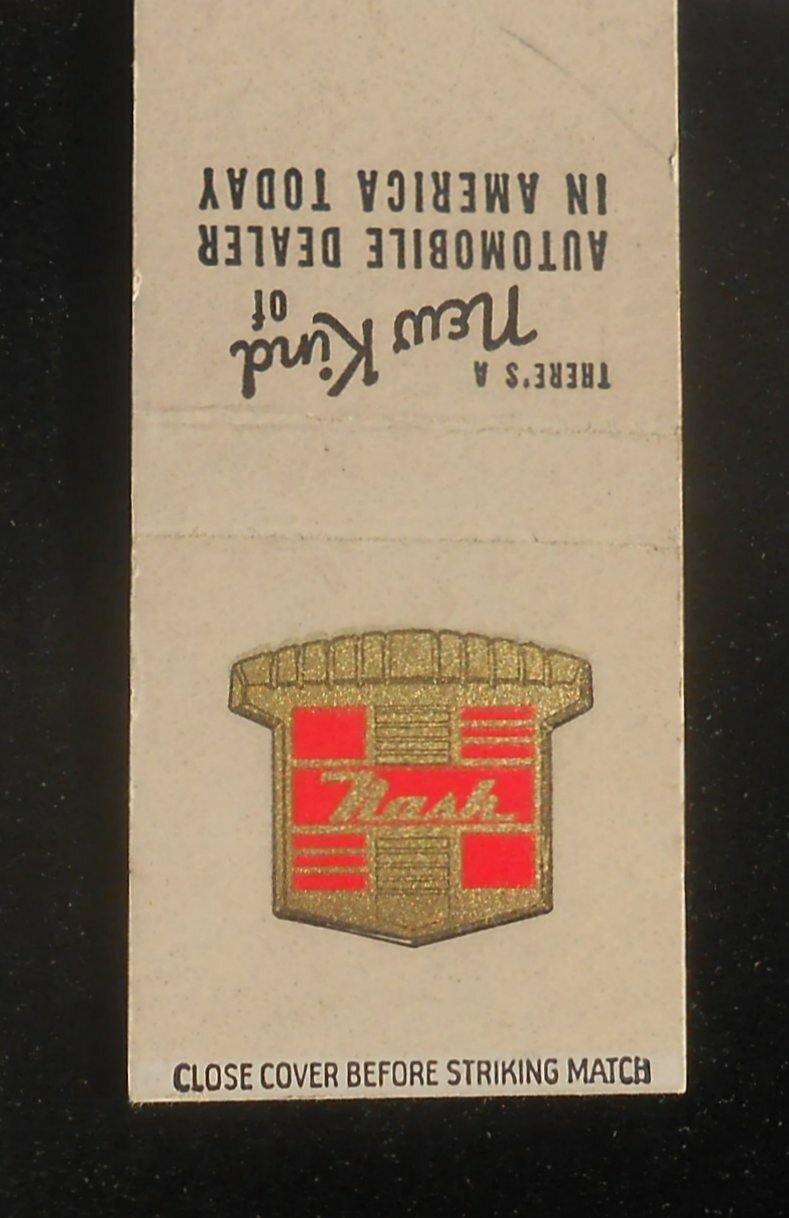 THERE'S A New Kind of
AUTOMOBILE DEALER
IN AMERICA TODAY
Nash
CLOSE COVER BEFORE STRIKING MATCH